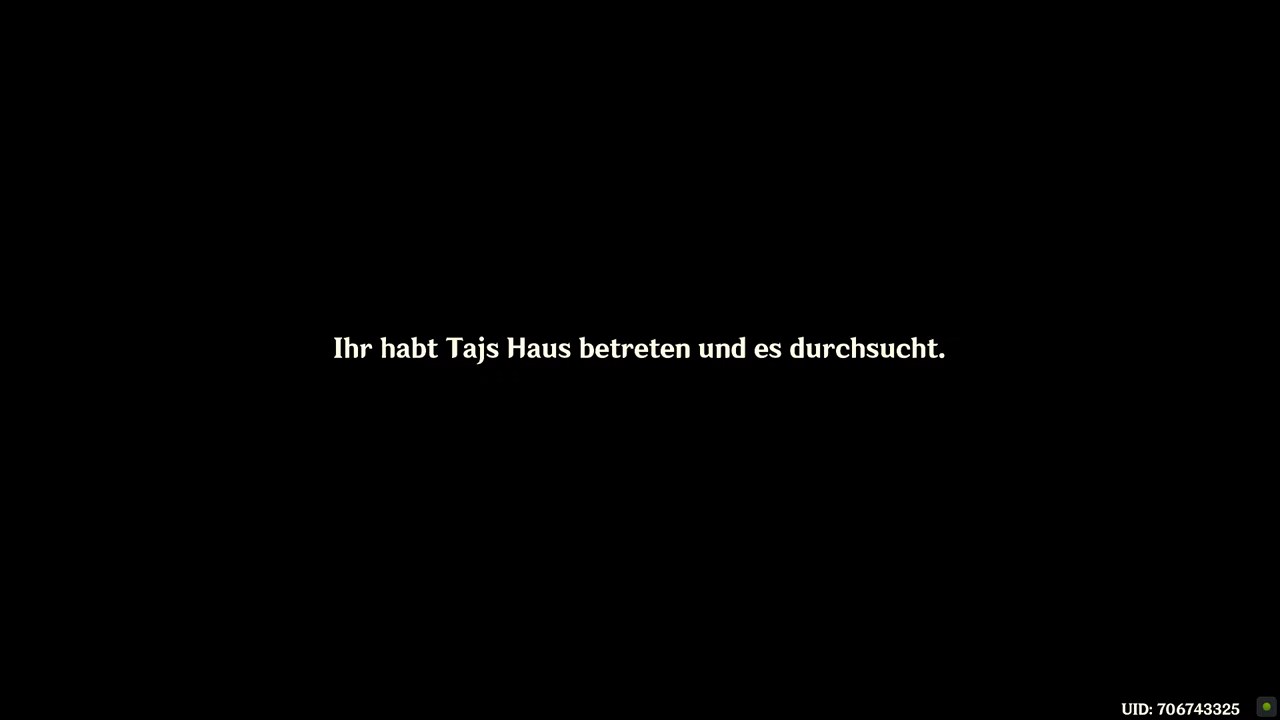 Ihr habt Tajs Haus betreten und es durchsucht.
UID: 706743325